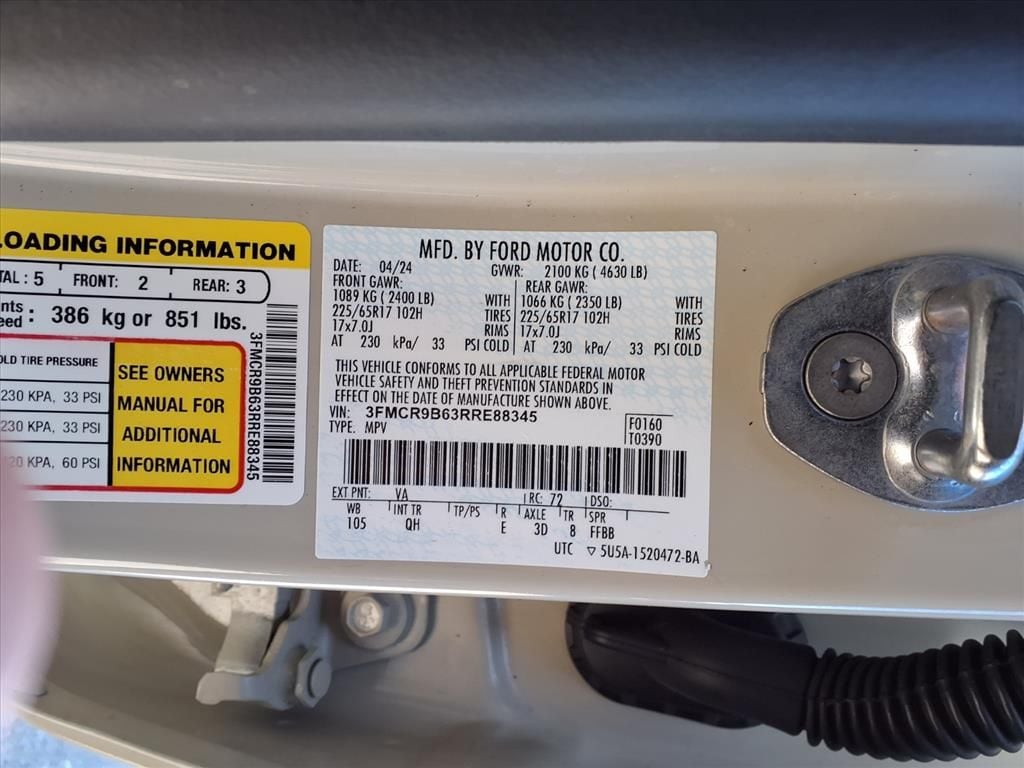 LOADING INFORMATION
TAL : 5 FRONT: 2 REAR: 3
nts
eed : 386 kg or 851 lbs.
OLD TIRE PRESSURE
230 KPA, 33 PSI
230 KPA, 33 PSI
20 KPA, 60 PSI
SEE OWNERS
MANUAL FOR
ADDITIONAL
INFORMATION
3FMCR9B63RRE88345
MFD. BY FORD MOTOR CO.
DATE: 04/24 GVWR: 2100 KG ( 4630 LB)
FRONT GAWR: REAR GAWR:
1089 KG ( 2400 LB) WITH 1066 KG ( 2350 LB) WITH
225/65R17 102H TIRES 225/65R17 102H TIRES
17x7.0J RIMS 17x7.0J RIMS
AT 230 kPa/ 33 PSI COLD AT 230 kPa/ 33 PSI COLD
THIS VEHICLE CONFORMS TO ALL APPLICABLE FEDERAL MOTOR
VEHICLE SAFETY AND THEFT PREVENTION STANDARDS IN
EFFECT ON THE DATE OF MANUFACTURE SHOWN ABOVE.
VIN: 3FMCR9B63RRE88345 F0160
TYPE: MPV T0390
EXT PNT: VA RC: 72 DSO:
WB INT TR TP/PS R AXLE TR SPR
105 QH E 3D 8 FFBB
UTC ▽ 5U5A-1520472-BA